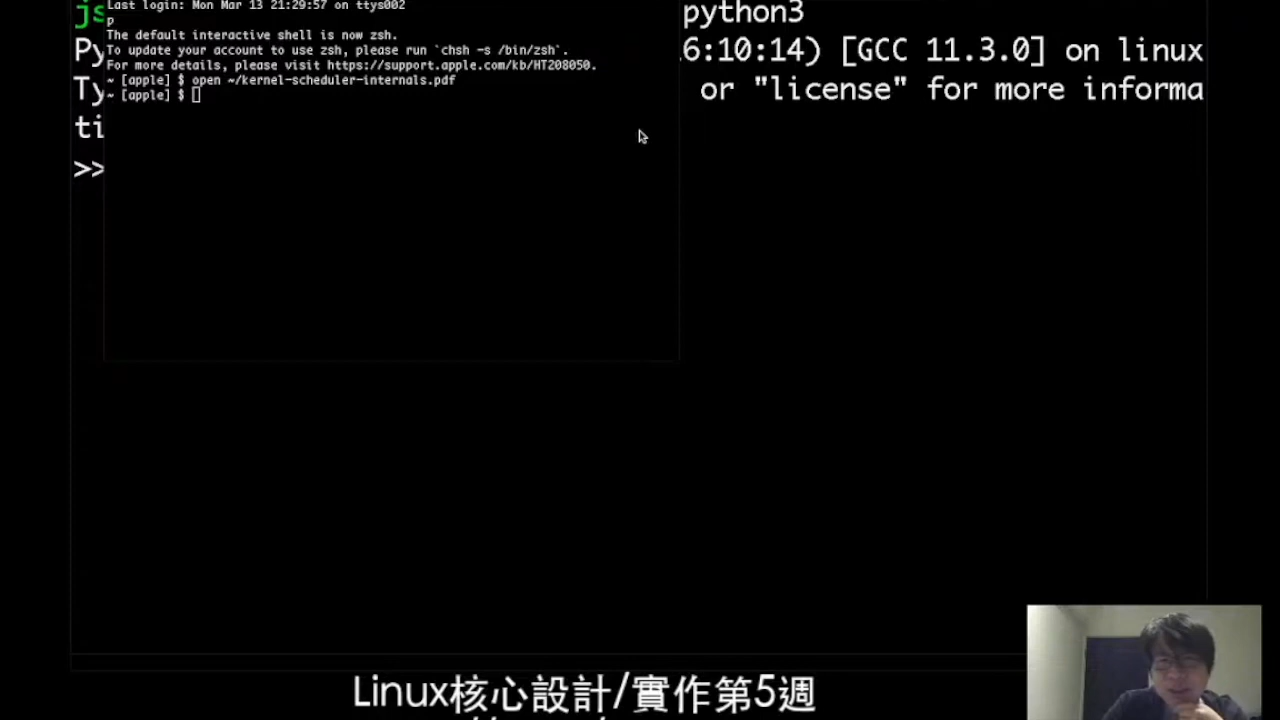 js
python3
Py
6:10:14) [GCC 11.3.0] on linux
Ty
or "license" for more informa
ti
>>
Last login: Mon Mar 13 21:29:57 on ttys002
p
The default interactive shell is now zsh.
To update your account to use zsh, please run `chsh -s /bin/zsh`.
For more details, please visit https://support.apple.com/kb/HT208050.
~ [apple] $ open ~/kernel-scheduler-internals.pdf
~ [apple] $
Linux核心設計/實作第5週